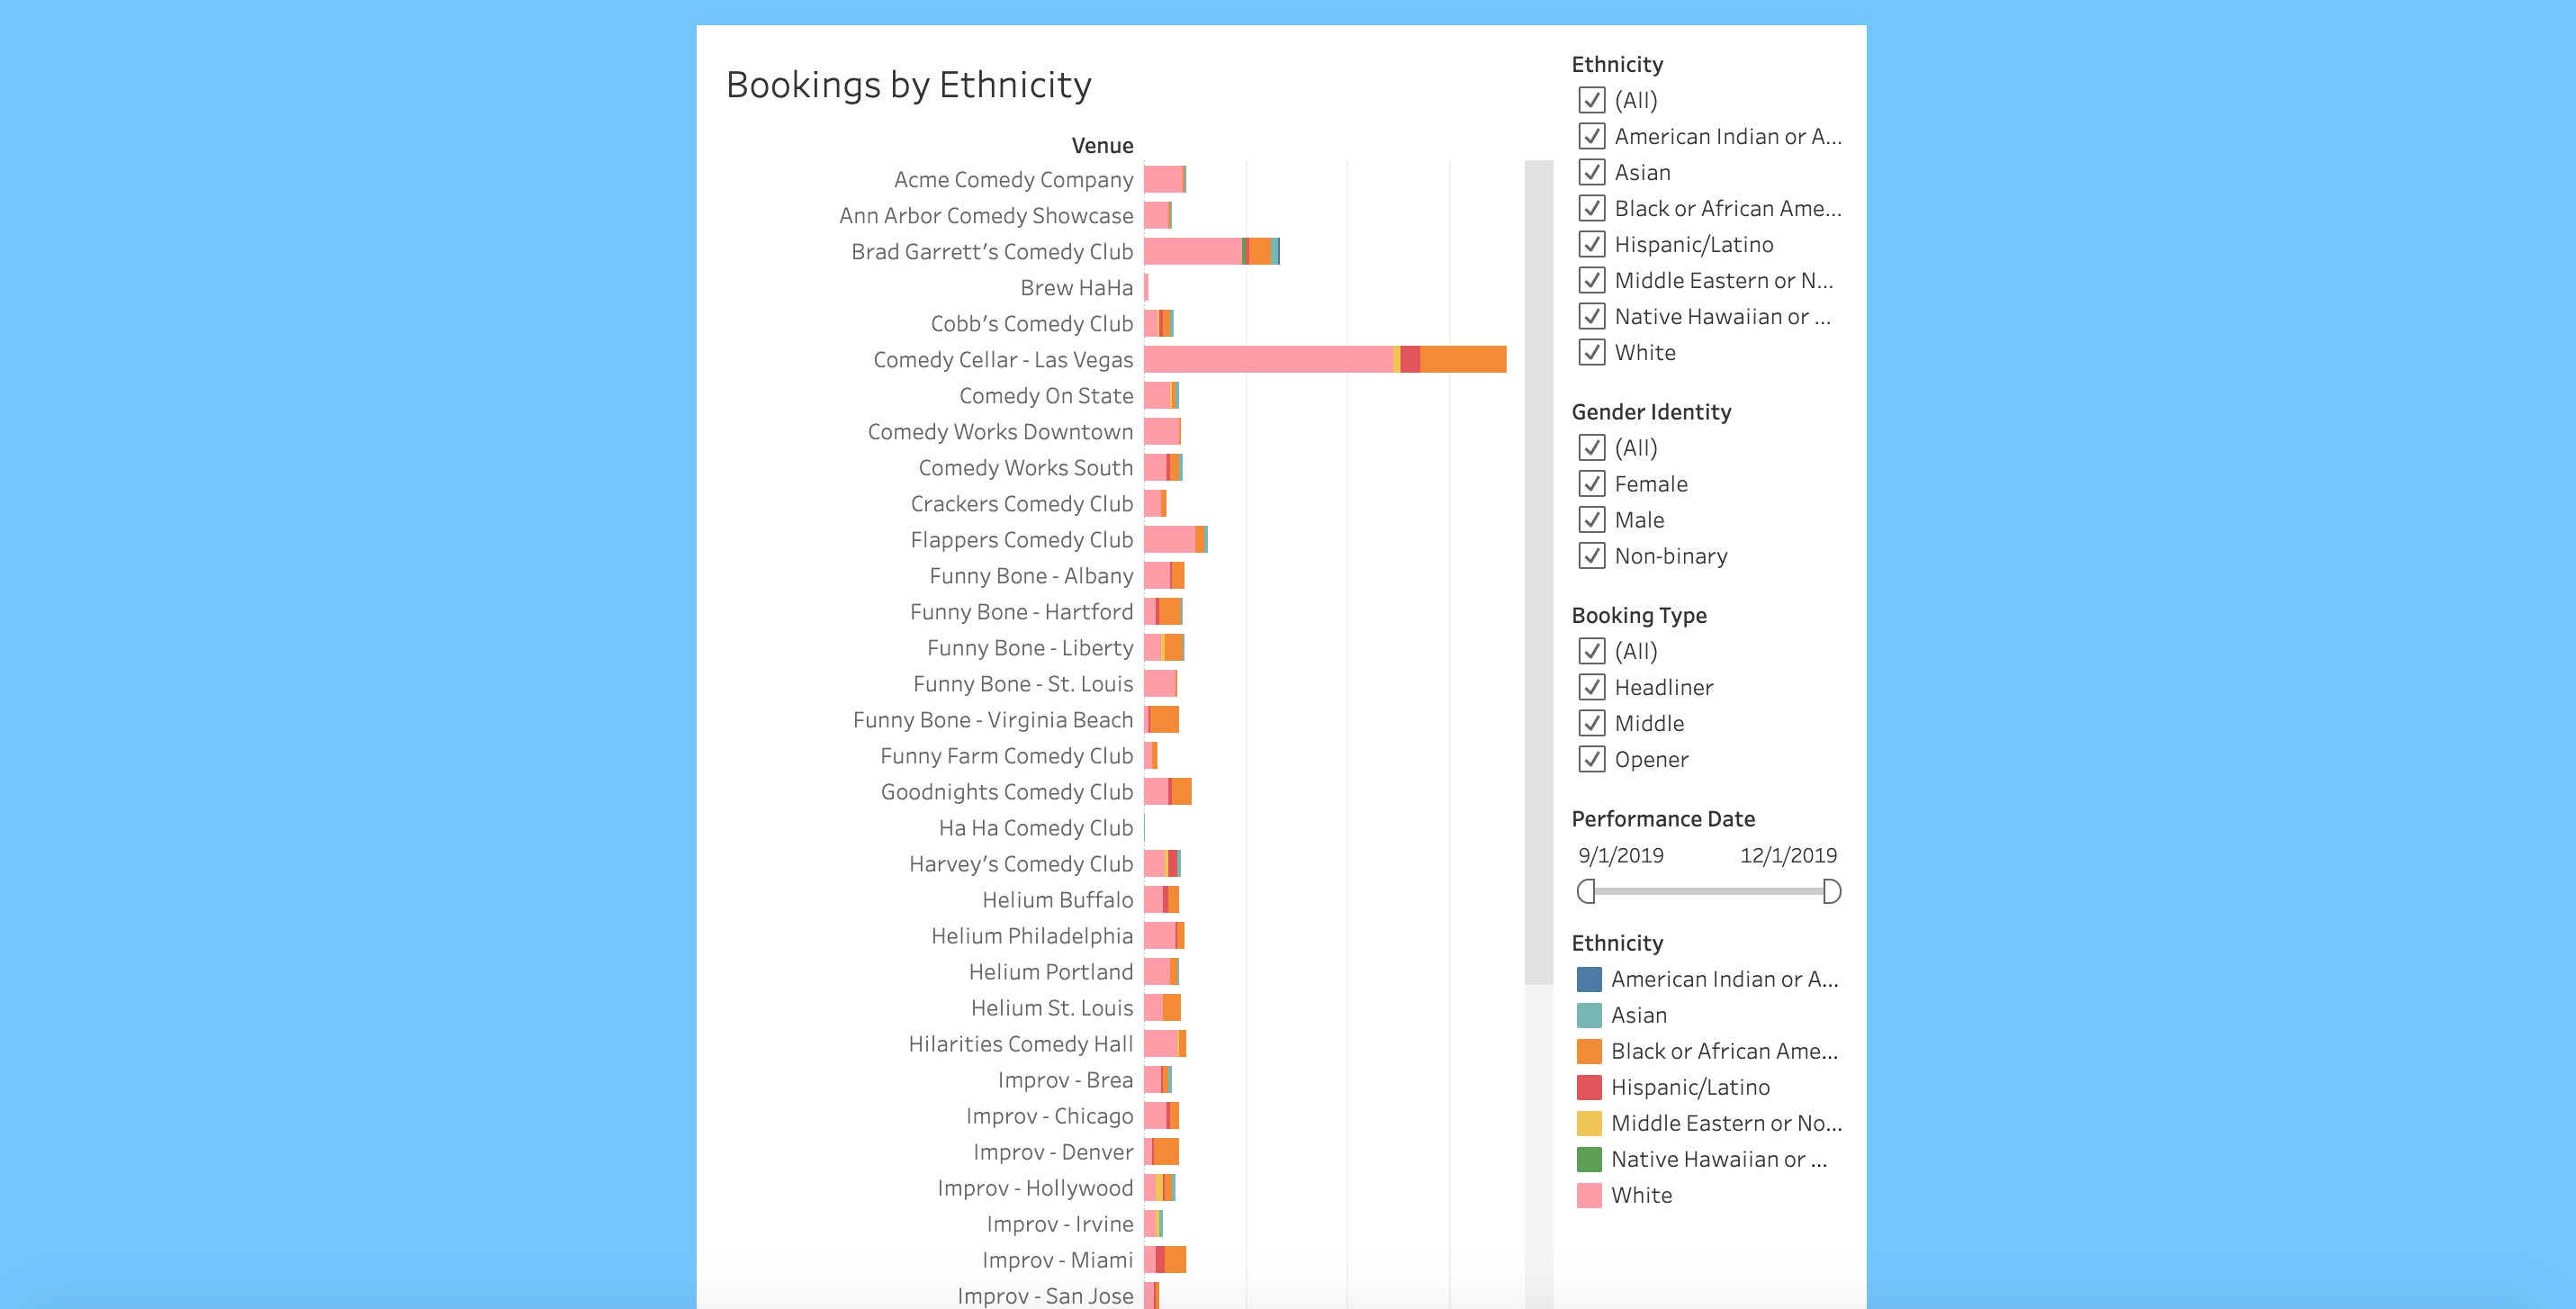 Bookings by Ethnicity
Venue
Acme Comedy Company
Ann Arbor Comedy Showcase
Brad Garrett's Comedy Club
Brew HaHa
Cobb's Comedy Club
Comedy Cellar - Las Vegas
Comedy On State
Comedy Works Downtown
Comedy Works South
Crackers Comedy Club
Flappers Comedy Club
Funny Bone - Albany
Funny Bone - Hartford
Funny Bone - Liberty
Funny Bone - St. Louis
Funny Bone - Virginia Beach
Funny Farm Comedy Club
Goodnights Comedy Club
Ha Ha Comedy Club
Harvey's Comedy Club
Helium Buffalo
Helium Philadelphia
Helium Portland
Helium St. Louis
Hilarities Comedy Hall
Improv - Brea
Improv - Chicago
Improv - Denver
Improv - Hollywood
Improv - Irvine
Improv - Miami
Improv - San Jose
Ethnicity
(All)
American Indian or A...
Asian
Black or African Ame...
Hispanic/Latino
Middle Eastern or N...
Native Hawaiian or ...
White
Gender Identity
(All)
Female
Male
Non-binary
Booking Type
(All)
Headliner
Middle
Opener
Performance Date
9/1/2019 12/1/2019
Ethnicity
American Indian or A...
Asian
Black or African Ame...
Hispanic/Latino
Middle Eastern or No...
Native Hawaiian or ...
White